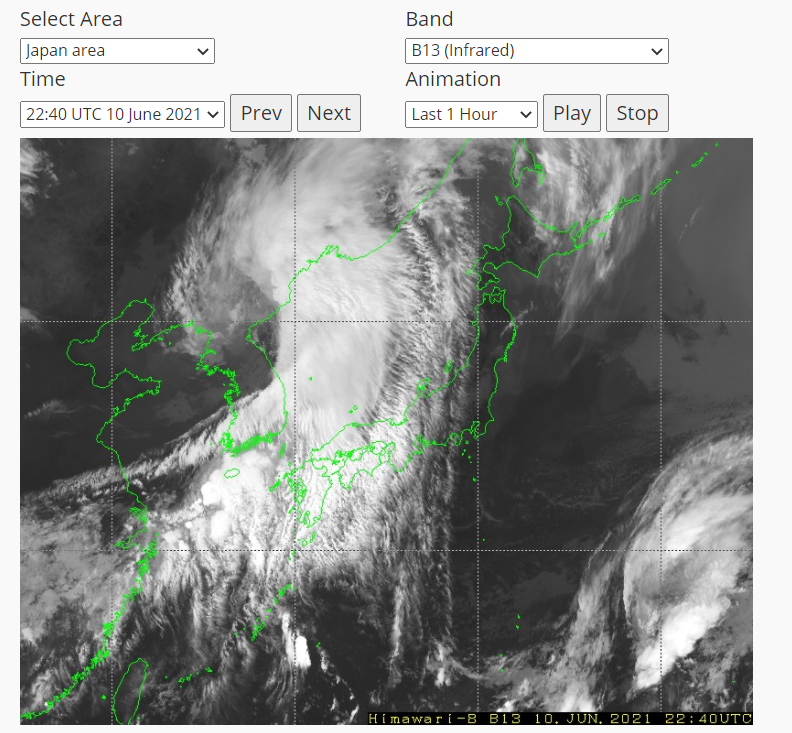 Select Area Band
Japan area B13 (Infrared)
Time Animation
22:40 UTC 10 June 2021 Prev Next Last 1 Hour Play Stop
Himawari-8 B13 10.JUN.2021 22:40UTC